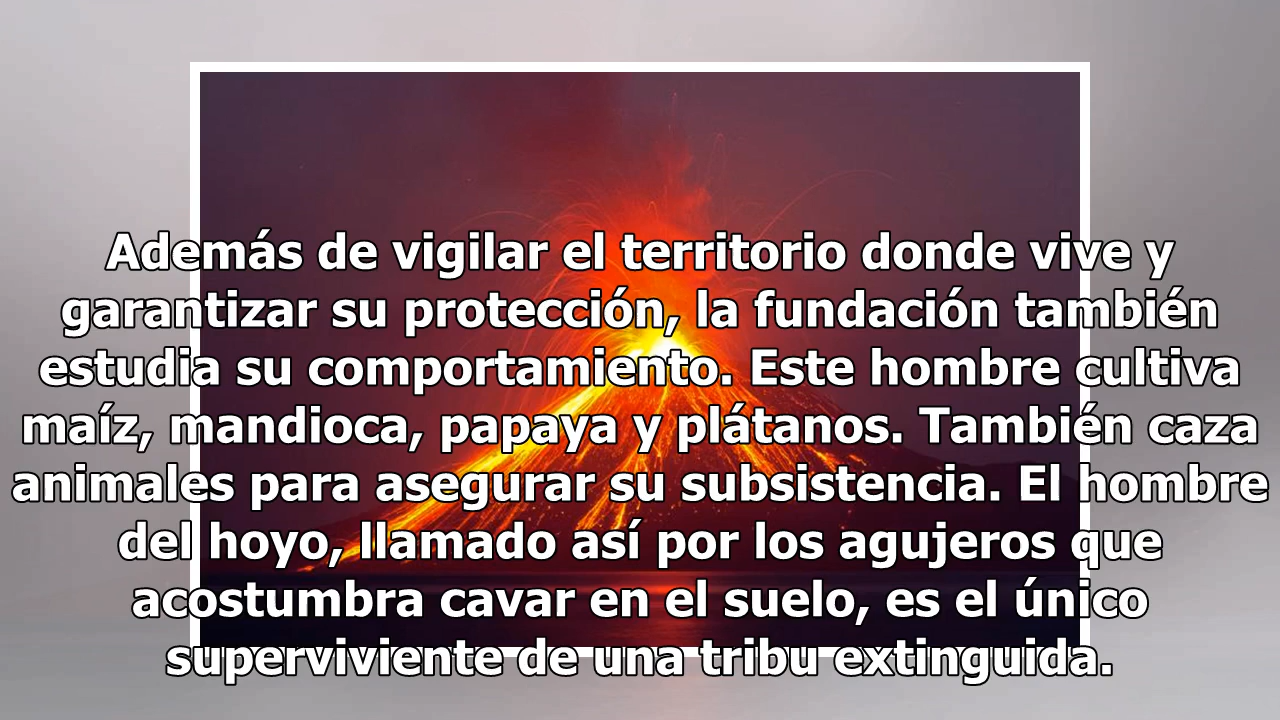 Además de vigilar el territorio donde vive y
garantizar su protección, la fundación también
estudia su comportamiento. Este hombre cultiva
maíz, mandioca, papaya y plátanos. También caza
animales para asegurar su subsistencia. El hombre
del hoyo, llamado así por los agujeros que
acostumbra cavar en el suelo, es el único
superviviente de una tribu extinguida.